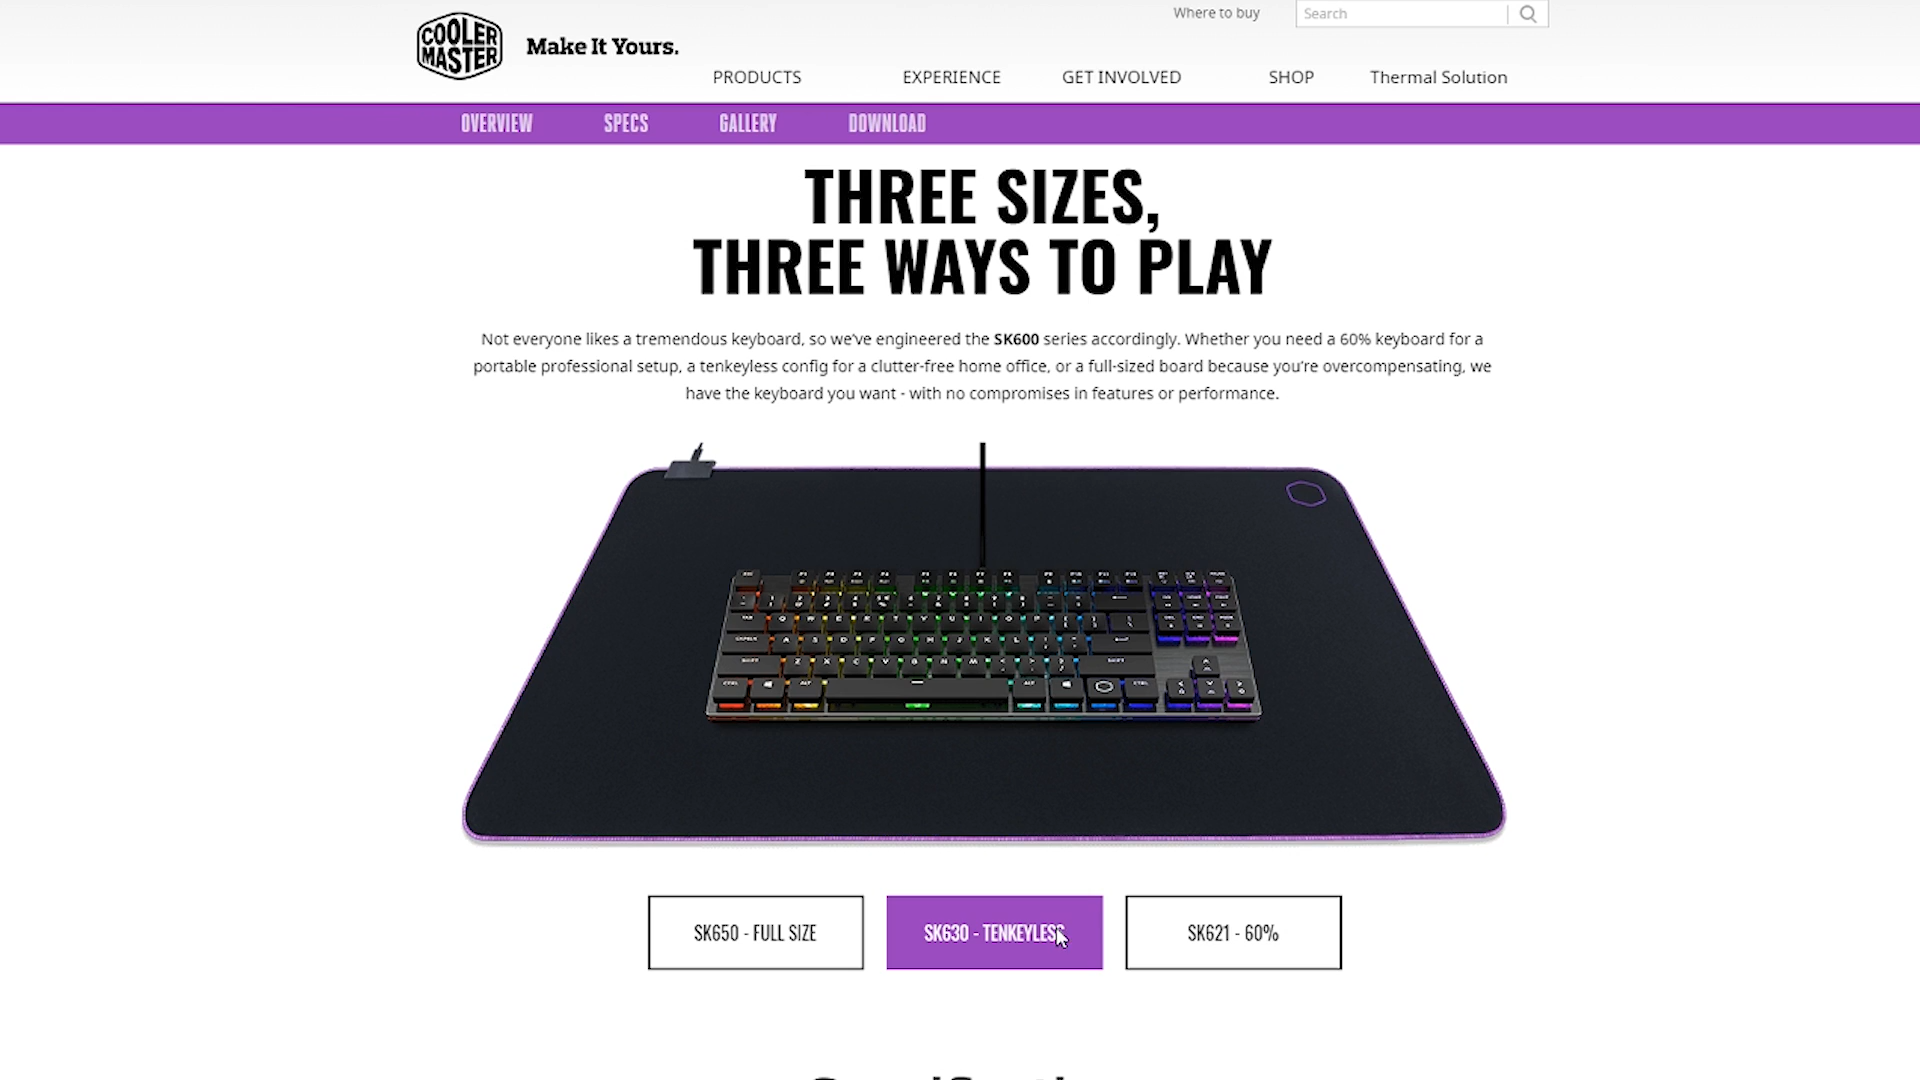 Where to buy
Search
COOLER
MASTER
Make It Yours.
PRODUCTS
EXPERIENCE
GET INVOLVED
SHOP
Thermal Solution
OVERVIEW
SPECS
GALLERY
DOWNLOAD
THREE SIZES,
THREE WAYS TO PLAY
Not everyone likes a tremendous keyboard, so we've engineered the SK600 series accordingly. Whether you need a 60% keyboard for a
portable professional setup, a tenkeyless config for a clutter-free home office, or a full-sized board because you're overcompensating, we
have the keyboard you want - with no compromises in features or performance.
SK650 - FULL SIZE
SK630 - TENKEYLESS
SK621 - 60%